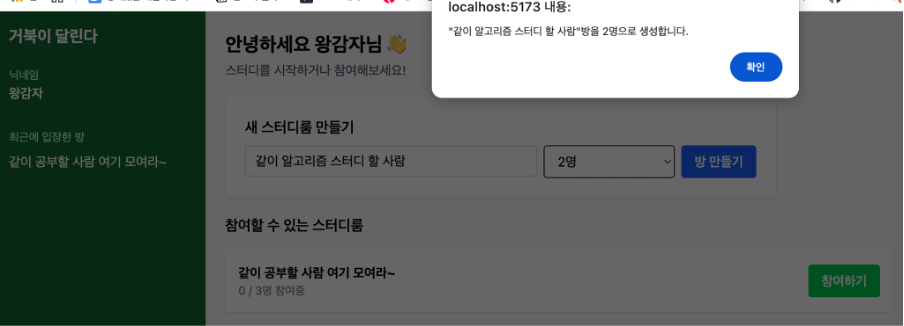 localhost:5173 내용:
"같이 알고리즘 스터디 할 사람"방을 2명으로 생성합니다.
확인
거북이 달린다
닉네임
왕감자
최근에 입장한 방
같이 공부할 사람 여기 모여라~
안녕하세요 왕감자님 👋
스터디를 시작하거나 참여해보세요!
새 스터디룸 만들기
같이 알고리즘 스터디 할 사람 2명 방 만들기
참여할 수 있는 스터디룸
같이 공부할 사람 여기 모여라~
0 / 3명 참여중
참여하기